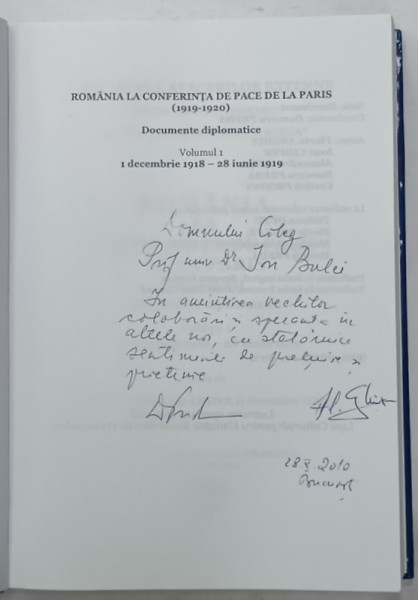 ROMÂNIA LA CONFERINȚA DE PACE DE LA PARIS
(1919-1920)
Documente diplomatice
Volumul 1
1 decembrie 1918 – 28 iunie 1919
Domnului Coleg
Prof univ Dr Ion Bulei
În amintirea vechilor
colaborări și speranța în
altele noi, cu statornice
sentimente de prețuire și
prietenie
2010
București